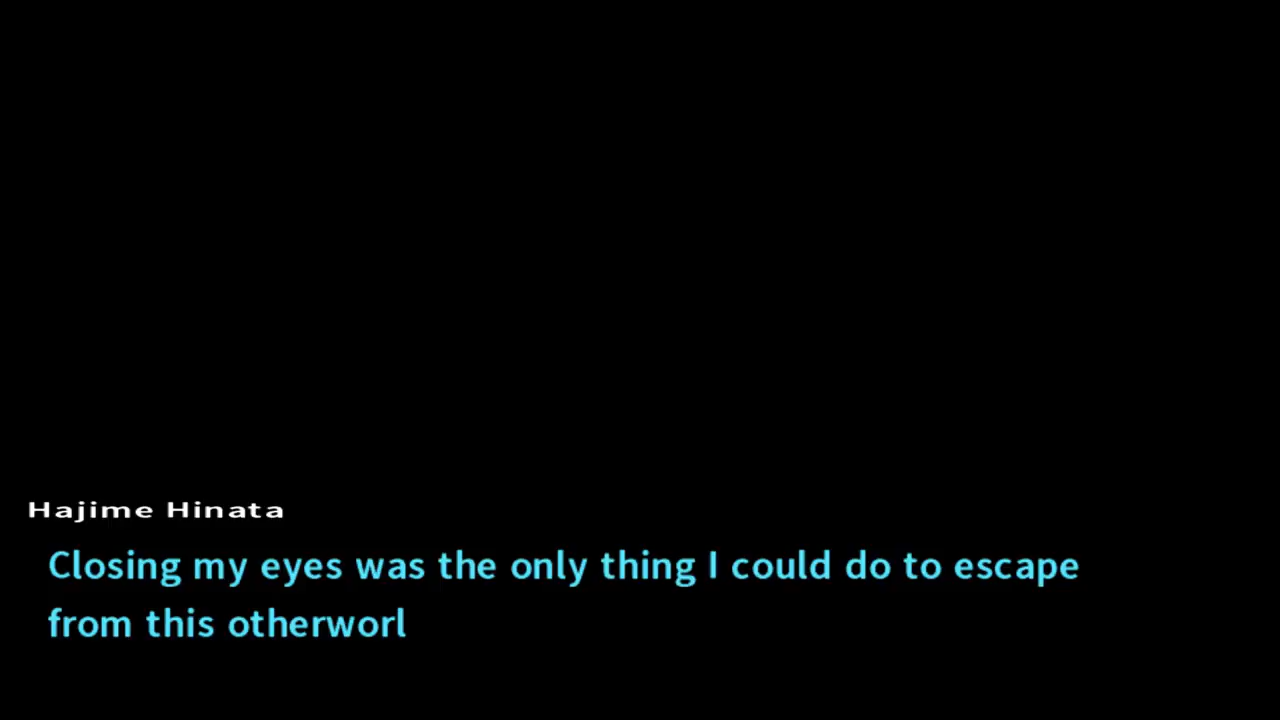 Hajime Hinata
Closing my eyes was the only thing I could do to escape
from this otherworl